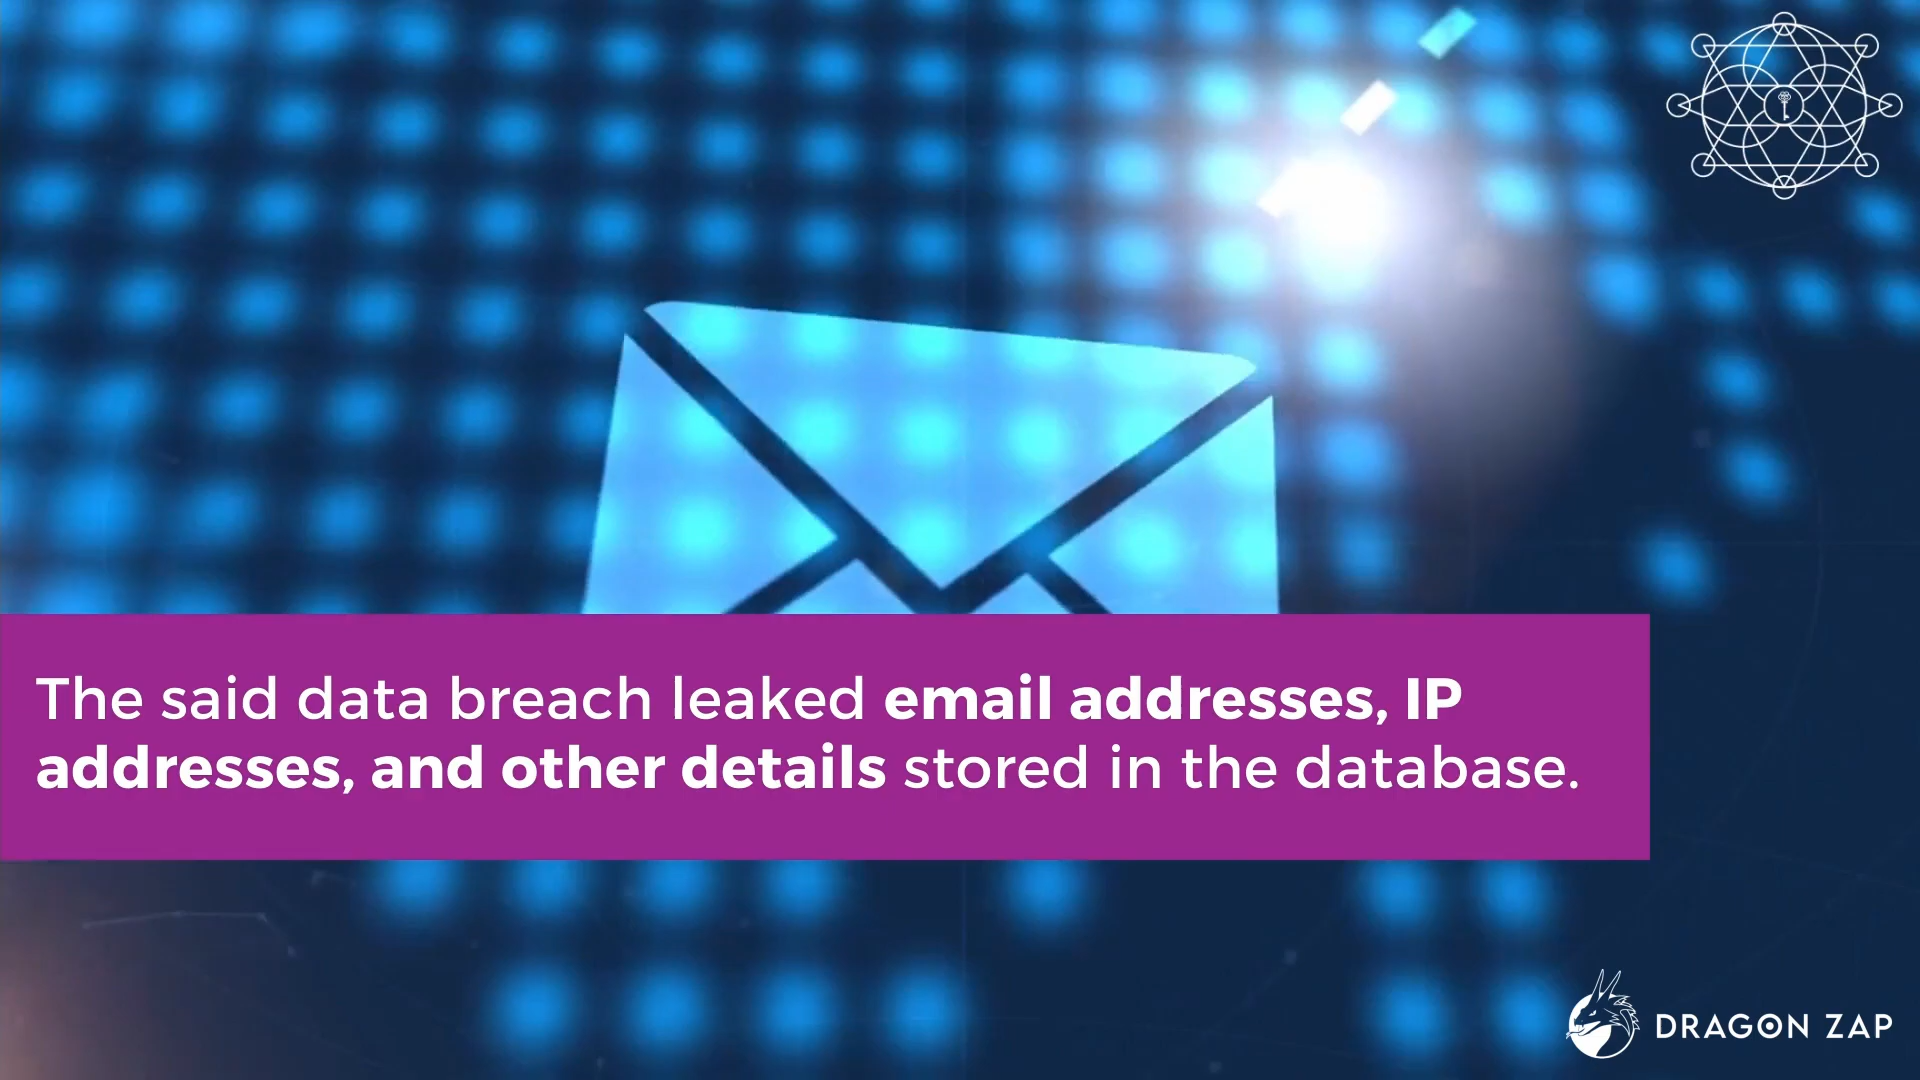 The said data breach leaked email addresses, IP
addresses, and other details stored in the database.
DRAGON ZAP